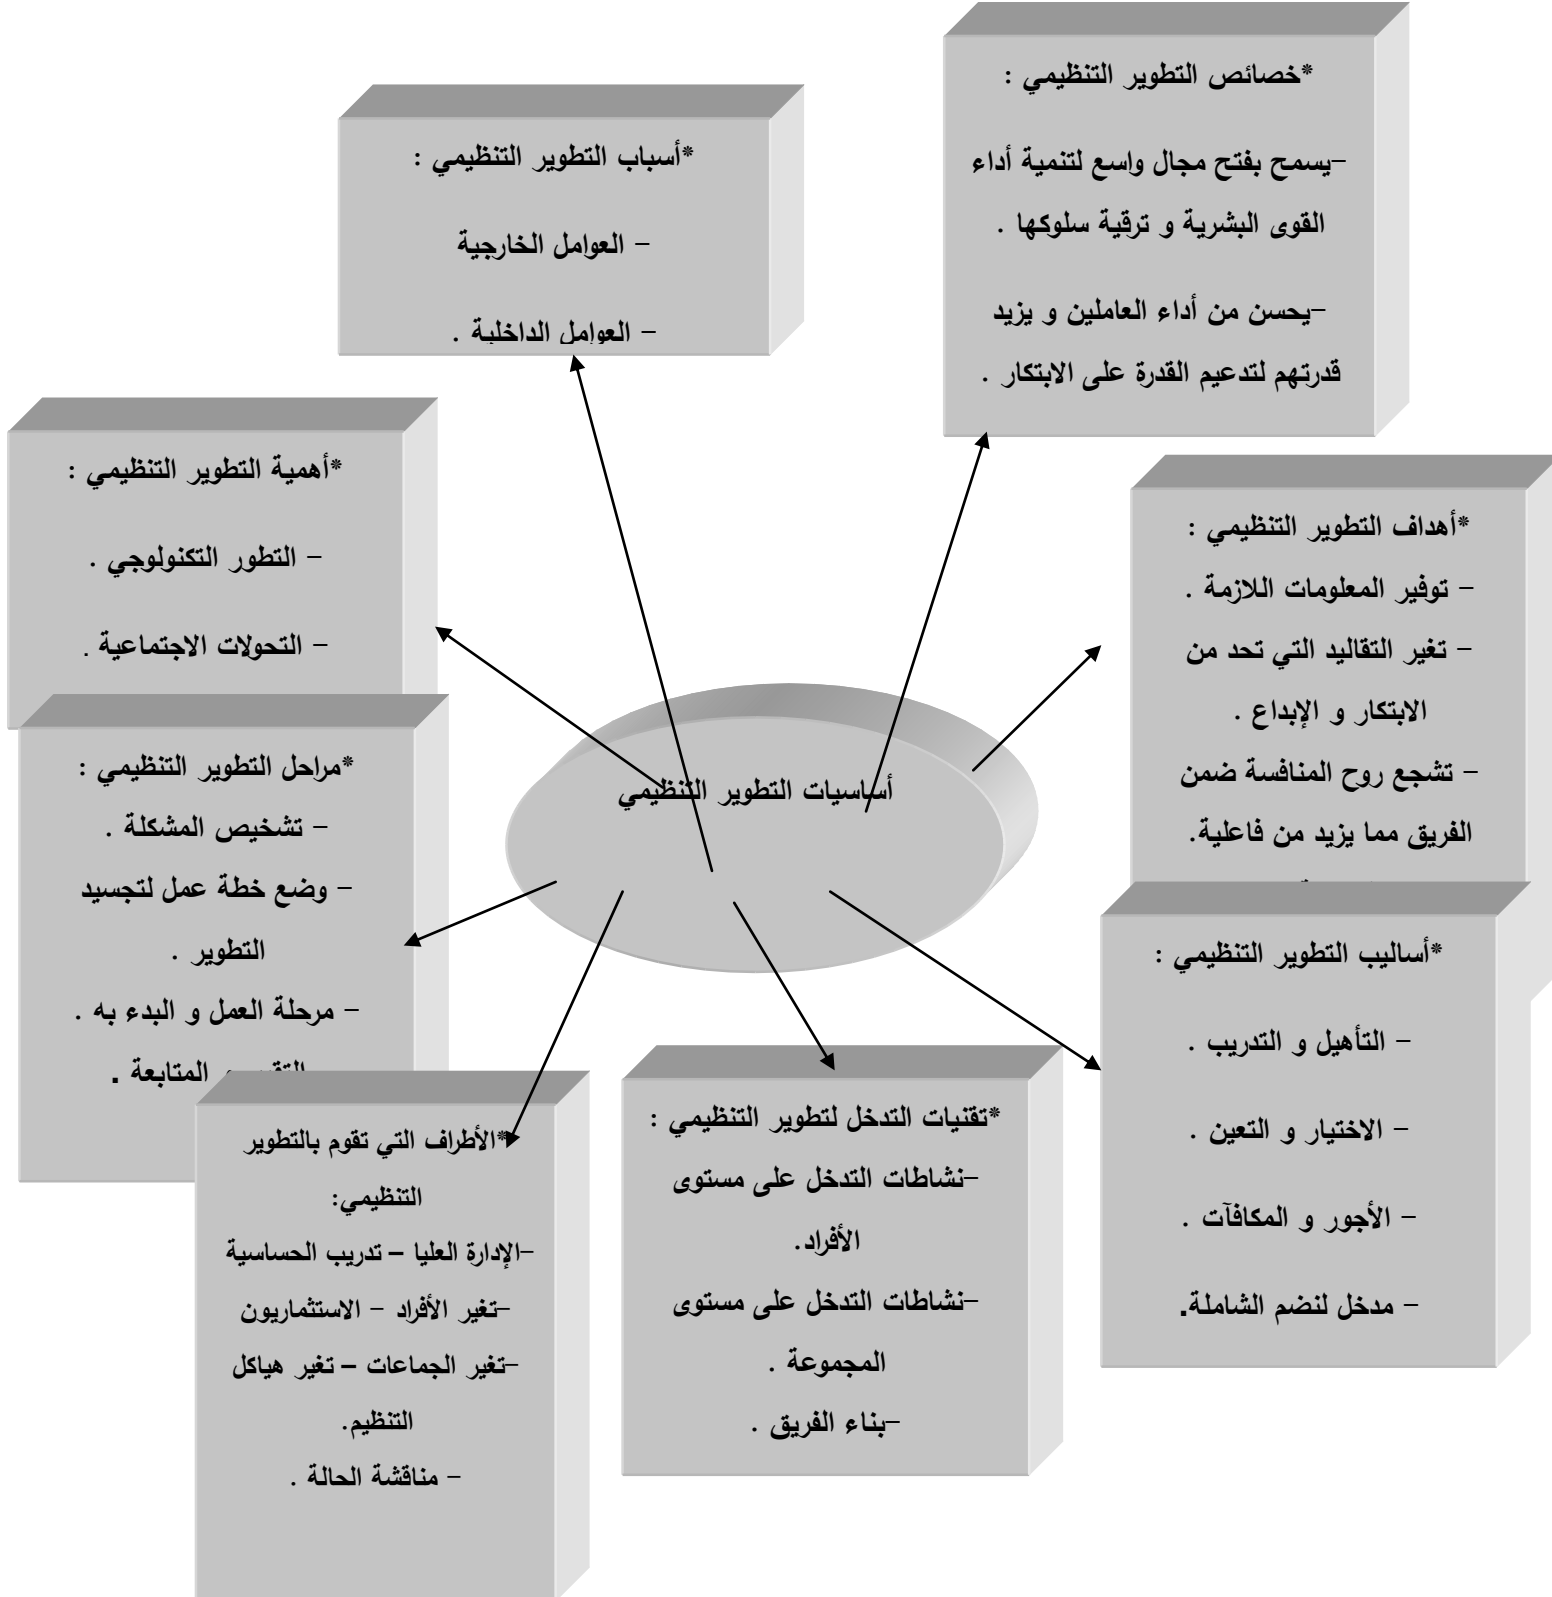 *خصائص التطوير التنظيمي :
–يسمح بفتح مجال واسع لتنمية أداء
القوى البشرية و ترقية سلوكها .
–يحسن من أداء العاملين و يزيد
قدرتهم لتدعيم القدرة على الابتكار .
*أسباب التطوير التنظيمي :
– العوامل الخارجية
– العوامل الداخلية .
*أهمية التطوير التنظيمي :
– التطور التكنولوجي .
– التحولات الاجتماعية .
*أهداف التطوير التنظيمي :
– توفير المعلومات اللازمة .
– تغير التقاليد التي تحد من
الابتكار و الإبداع .
– تشجع روح المنافسة ضمن
الفريق مما يزيد من فاعلية.
أساسيات التطوير التنظيمي
*مراحل التطوير التنظيمي :
– تشخيص المشكلة .
– وضع خطة عمل لتجسيد
التطوير .
– مرحلة العمل و البدء به .
المتابعة .
*أساليب التطوير التنظيمي :
– التأهيل و التدريب .
– الاختيار و التعين .
– الأجور و المكافآت .
– مدخل لنضم الشاملة.
*تقنيات التدخل لتطوير التنظيمي :
–نشاطات التدخل على مستوى
الأفراد.
–نشاطات التدخل على مستوى
المجموعة .
–بناء الفريق .
*الأطراف التي تقوم بالتطوير
التنظيمي:
–الإدارة العليا – تدريب الحساسية
–تغير الأفراد – الاستثماريون
–تغير الجماعات – تغير هياكل
التنظيم.
– مناقشة الحالة .